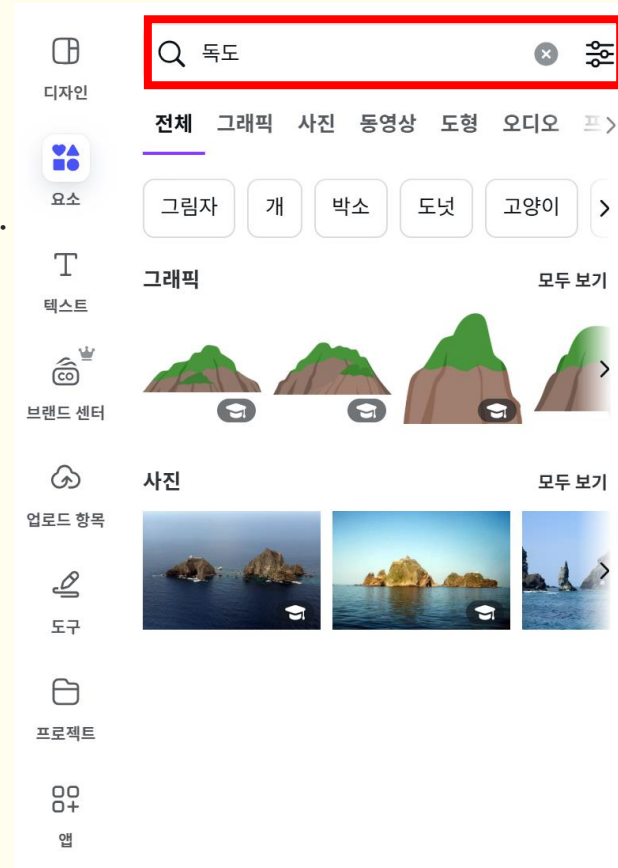 디자인
요소
텍스트
CO
브랜드 센터
업로드 항목
도구
프로젝트
앱
독도
전체 그래픽 사진 동영상 도형 오디오
그림자 개 박소 도넛 고양이
그래픽 모두 보기
사진 모두 보기